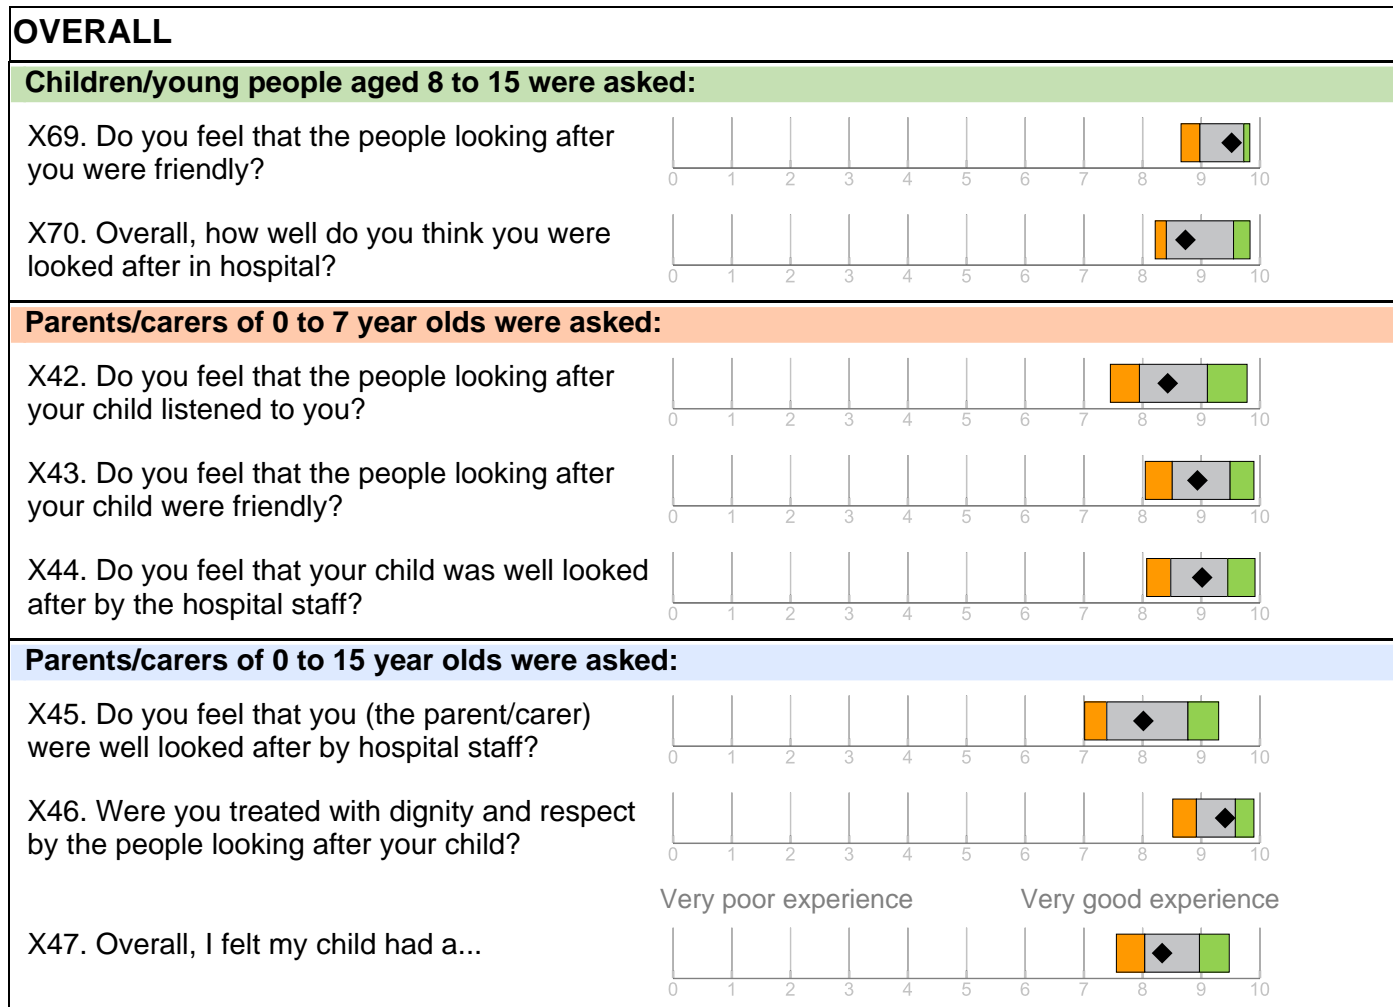 OVERALL
Children/young people aged 8 to 15 were asked:
X69. Do you feel that the people looking after
you were friendly?
0 1 2 3 4 5 6 7 8 9 10
X70. Overall, how well do you think you were
looked after in hospital?
0 1 2 3 4 5 6 7 8 9 10
Parents/carers of 0 to 7 year olds were asked:
X42. Do you feel that the people looking after
your child listened to you?
0 1 2 3 4 5 6 7 8 9 10
X43. Do you feel that the people looking after
your child were friendly?
0 1 2 3 4 5 6 7 8 9 10
X44. Do you feel that your child was well looked
after by the hospital staff?
0 1 2 3 4 5 6 7 8 9 10
Parents/carers of 0 to 15 year olds were asked:
X45. Do you feel that you (the parent/carer)
were well looked after by hospital staff?
0 1 2 3 4 5 6 7 8 9 10
X46. Were you treated with dignity and respect
by the people looking after your child?
0 1 2 3 4 5 6 7 8 9 10
Very poor experience Very good experience
X47. Overall, I felt my child had a...
0 1 2 3 4 5 6 7 8 9 10